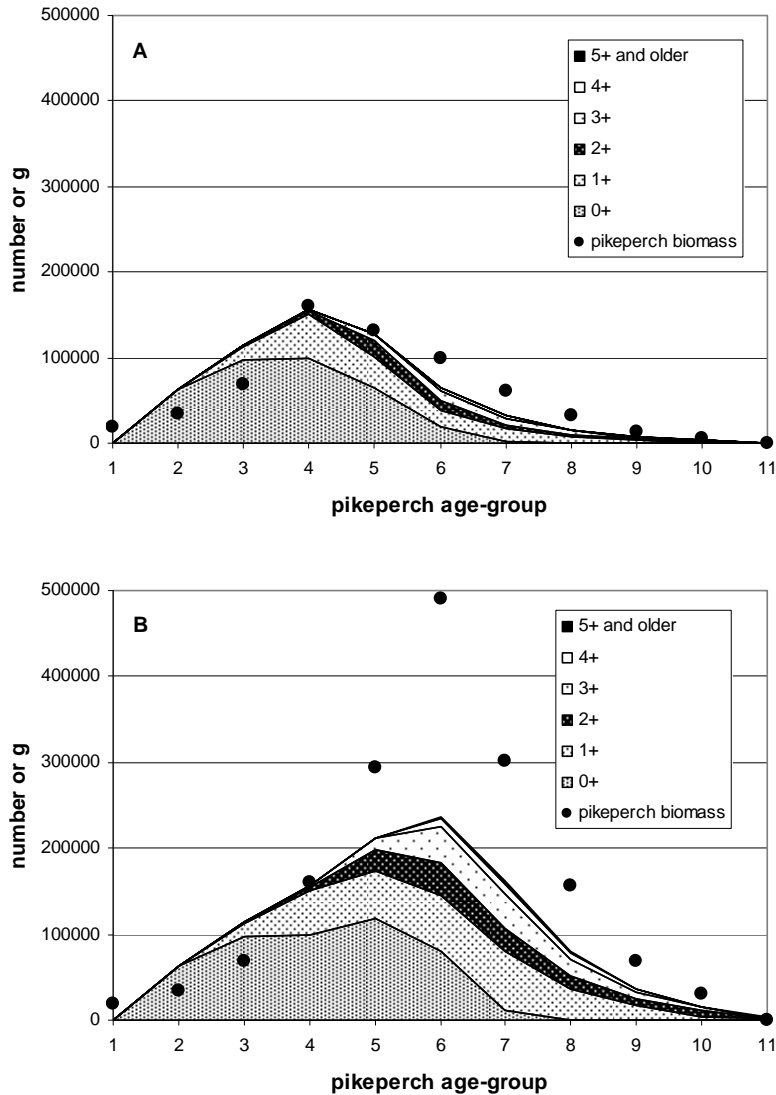 500000
A
400000
300000
200000
100000
0
number or g
5+ and older
4+
3+
2+
1+
0+
pikeperch biomass
1 2 3 4 5 6 7 8 9 10 11
pikeperch age-group
500000
B
400000
300000
200000
100000
0
number or g
5+ and older
4+
3+
2+
1+
0+
pikeperch biomass
1 2 3 4 5 6 7 8 9 10 11
pikeperch age-group